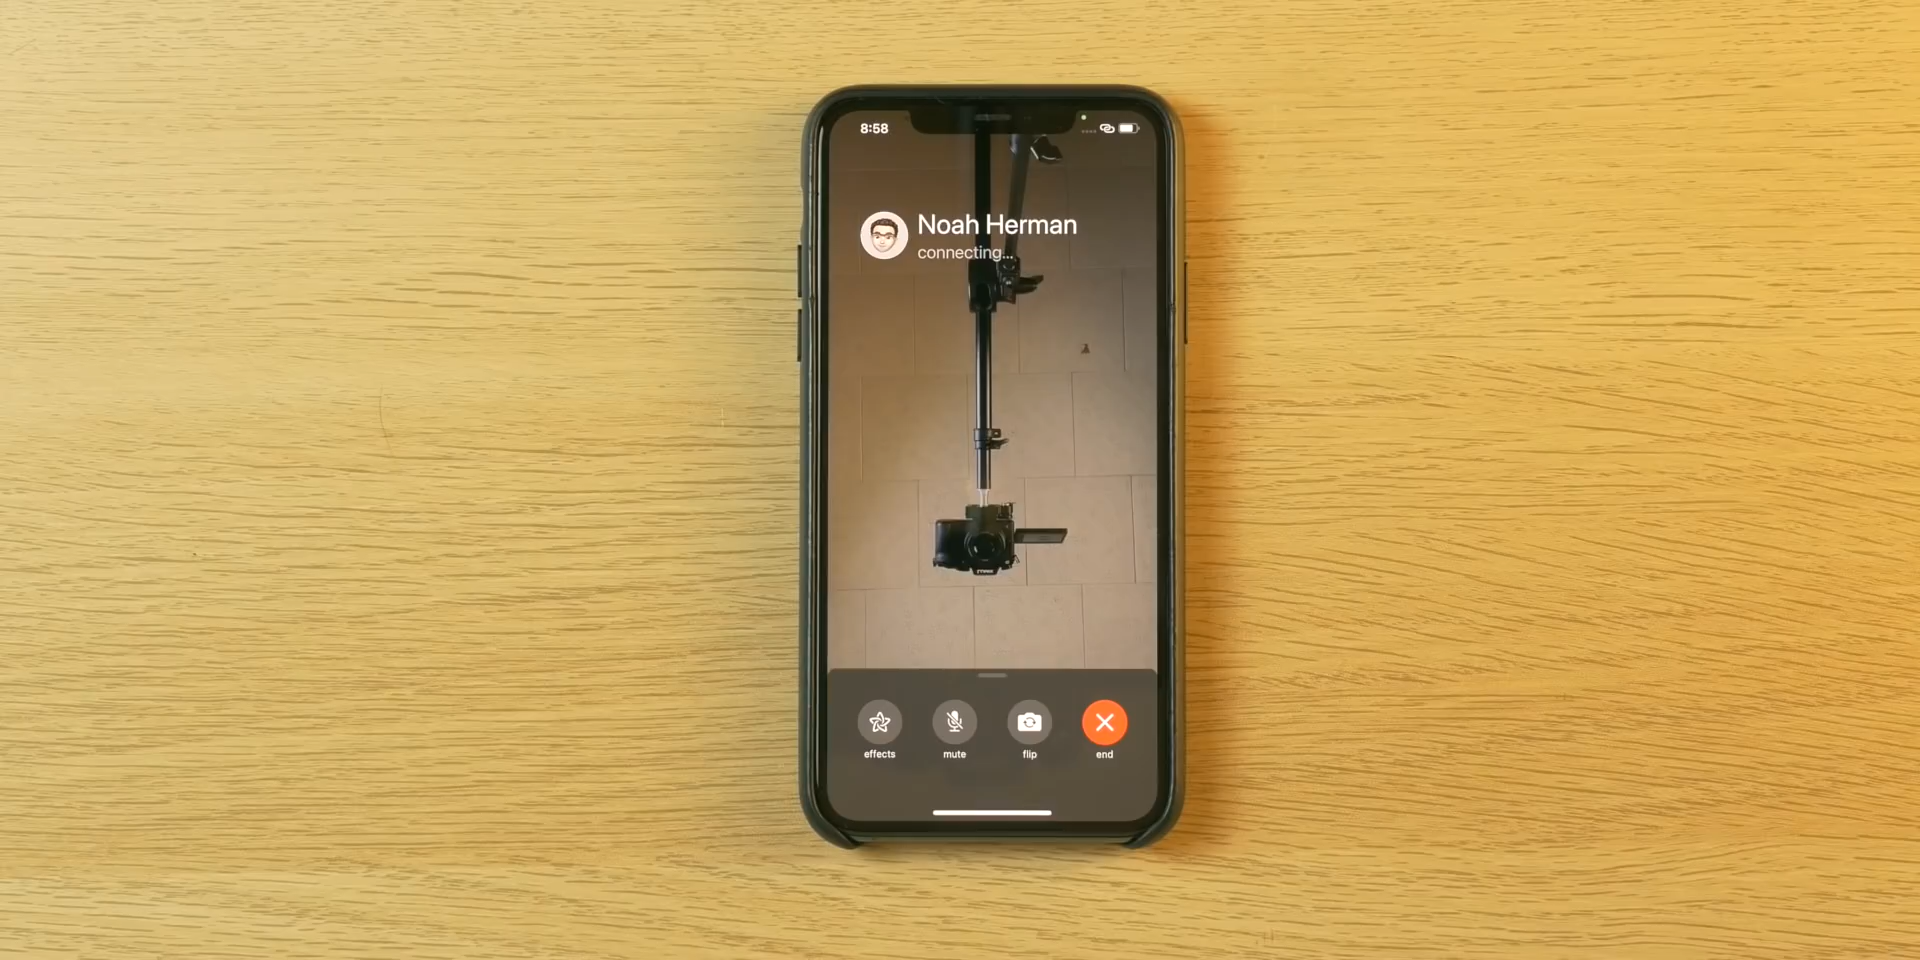 8:58
Noah Herman
connecting...
effects
mute
flip
end